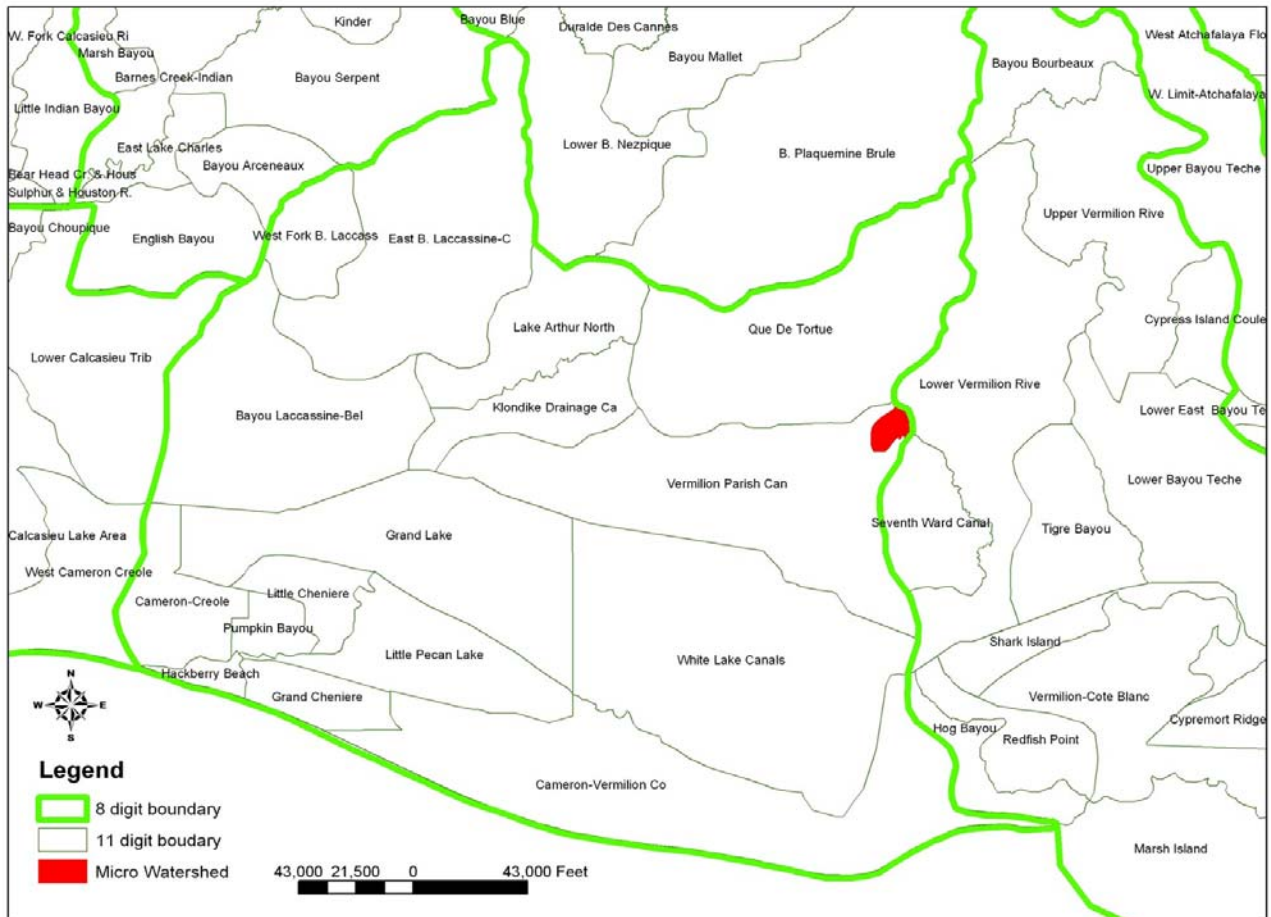 Kinder
Bayou Blue
Duralde Des Cannes
West Atchafalaya Flo
W. Fork Calcasieu Ri
Marsh Bayou
Bayou Mallet
Bayou Bourbeaux
Barnes Creek-Indian
Bayou Serpent
W. Limit-Atchafalaya
Little Indian Bayou
East Lake Charles
Lower B. Nezpique
B. Plaquemine Brule
Bayou Arceneaux
Upper Bayou Teche
Bear Head Cr. & Hous
Sulphur & Houston R.
Upper Vermilion Rive
Bayou Choupique
English Bayou
West Fork B. Laccass
East B. Laccassine-C
Lake Arthur North
Que De Tortue
Cypress Island Coule
Lower Calcasieu Trib
Lower Vermilion Rive
Bayou Laccassine-Bel
Klondike Drainage Ca
Lower East Bayou Te
Vermilion Parish Can
Lower Bayou Teche
Seventh Ward Canal
Tigre Bayou
Calcasieu Lake Area
Grand Lake
West Cameron Creole
Cameron-Creole
Little Cheniere
Pumpkin Bayou
Shark Island
Little Pecan Lake
White Lake Canals
Hackberry Beach
Grand Cheniere
Vermilion-Cote Blanc
Hog Bayou
Redfish Point
Cypremort Ridge
Cameron-Vermilion Co
Marsh Island
N
W E
S
Legend
8 digit boundary
11 digit boudary
Micro Watershed
43,000 21,500 0 43,000 Feet